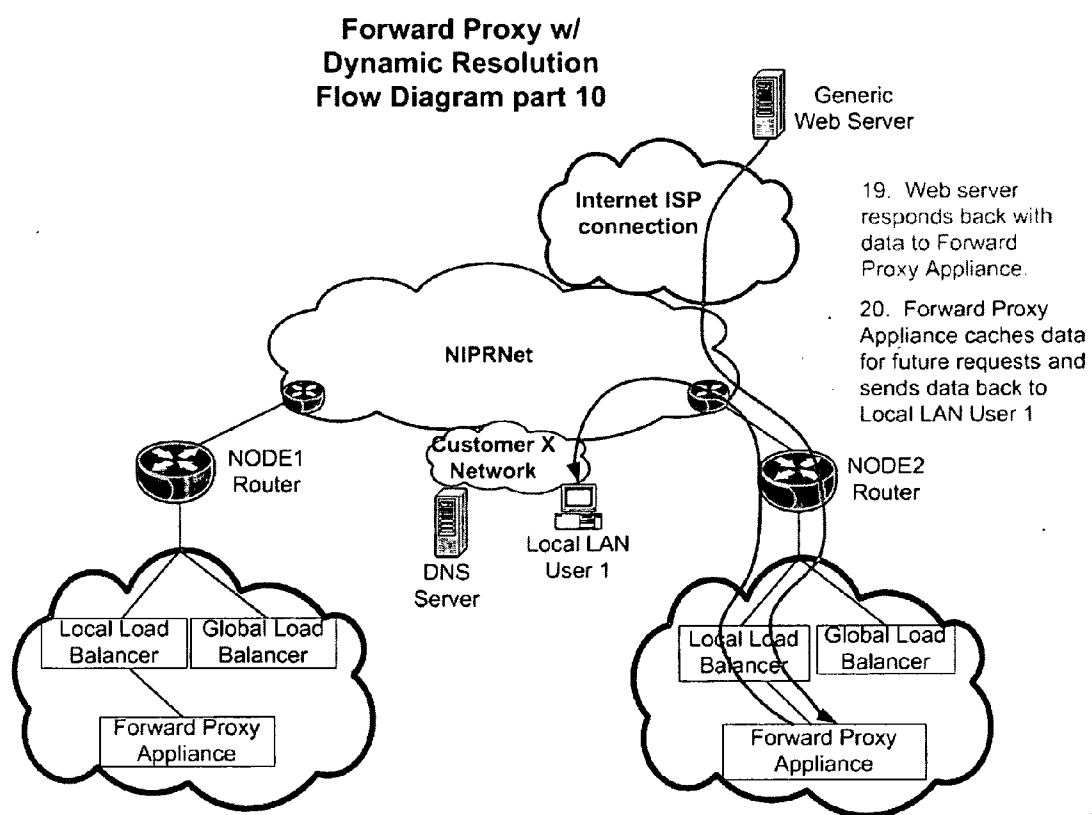 Forward Proxy w/
Dynamic Resolution
Flow Diagram part 10
Generic
Web Server
Internet ISP
connection
19. Web server
responds back with
data to Forward
Proxy Appliance.
20. Forward Proxy
Appliance caches data
for future requests and
sends data back to
Local LAN User 1
NIPRNet
Customer X
Network
NODE1
Router
NODE2
Router
DNS
Server
Local LAN
User 1
Local Load
Balancer
Global Load
Balancer
Forward Proxy
Appliance
Local Load
Balancer
Global Load
Balancer
Forward Proxy
Appliance